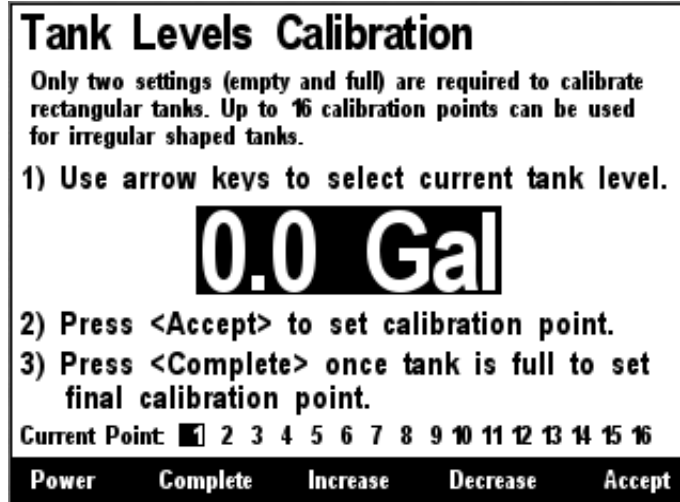 Tank Levels Calibration
Only two settings (empty and full) are required to calibrate
rectangular tanks. Up to 16 calibration points can be used
for irregular shaped tanks.
1) Use arrow keys to select current tank level.
0.0 Gal
2) Press <Accept> to set calibration point.
3) Press <Complete> once tank is full to set
final calibration point.
Current Point: 1 2 3 4 5 6 7 8 9 10 11 12 13 14 15 16
Power Complete Increase Decrease Accept